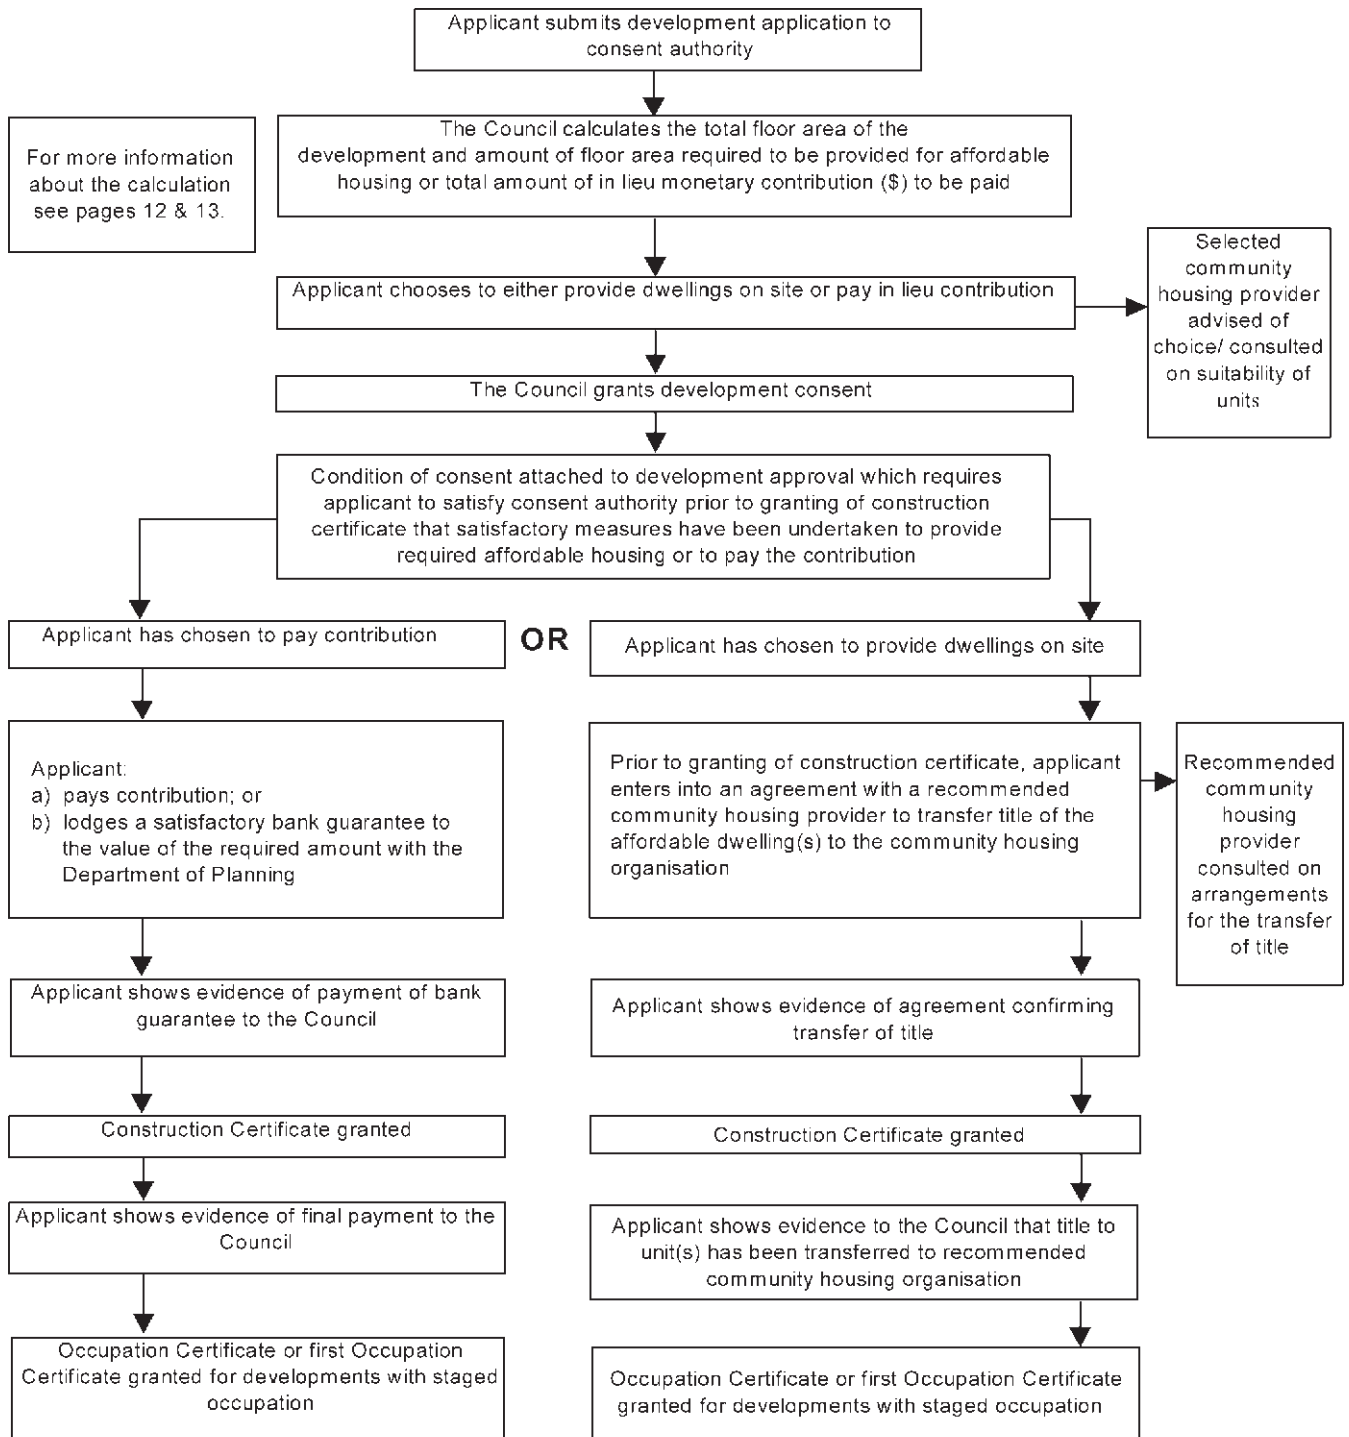 Applicant submits development application to
consent authority
For more information
about the calculation
see pages 12 & 13.
The Council calculates the total floor area of the
development and amount of floor area required to be provided for affordable
housing or total amount of in lieu monetary contribution ($) to be paid
Applicant chooses to either provide dwellings on site or pay in lieu contribution
Selected
community
housing provider
advised of
choice/ consulted
on suitability of
units
The Council grants development consent
Condition of consent attached to development approval which requires
applicant to satisfy consent authority prior to granting of construction
certificate that satisfactory measures have been undertaken to provide
required affordable housing or to pay the contribution
Applicant has chosen to pay contribution
OR
Applicant has chosen to provide dwellings on site
Applicant:
a) pays contribution; or
b) lodges a satisfactory bank guarantee to
the value of the required amount with the
Department of Planning
Prior to granting of construction certificate, applicant
enters into an agreement with a recommended
community housing provider to transfer title of the
affordable dwelling(s) to the community housing
organisation
Recommended
community
housing
provider
consulted on
arrangements
for the transfer
of title
Applicant shows evidence of payment of bank
guarantee to the Council
Applicant shows evidence of agreement confirming
transfer of title
Construction Certificate granted
Construction Certificate granted
Applicant shows evidence of final payment to the
Council
Applicant shows evidence to the Council that title to
unit(s) has been transferred to recommended
community housing organisation
Occupation Certificate or first Occupation
Certificate granted for developments with staged
occupation
Occupation Certificate or first Occupation Certificate
granted for developments with staged occupation